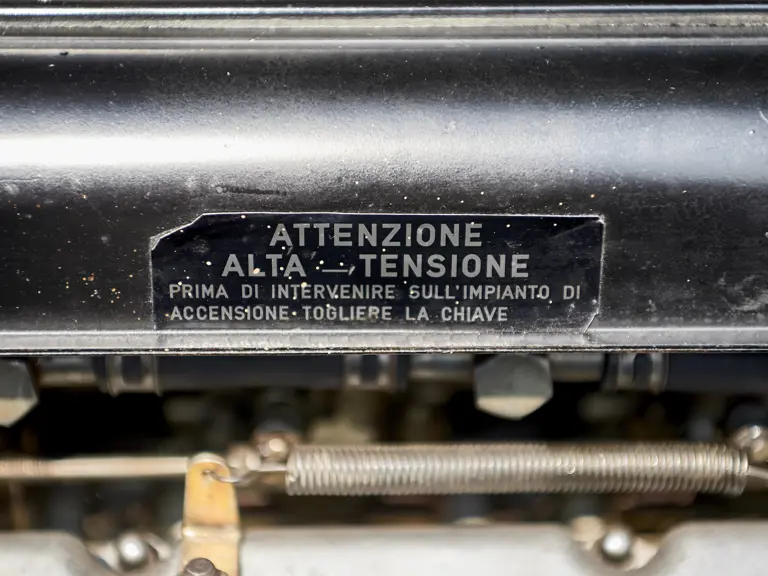 ATTENZIONE
ALTA — TENSIONE
PRIMA DI INTERVENIRE SULL'IMPIANTO DI
ACCENSIONE TOGLIERE LA CHIAVE